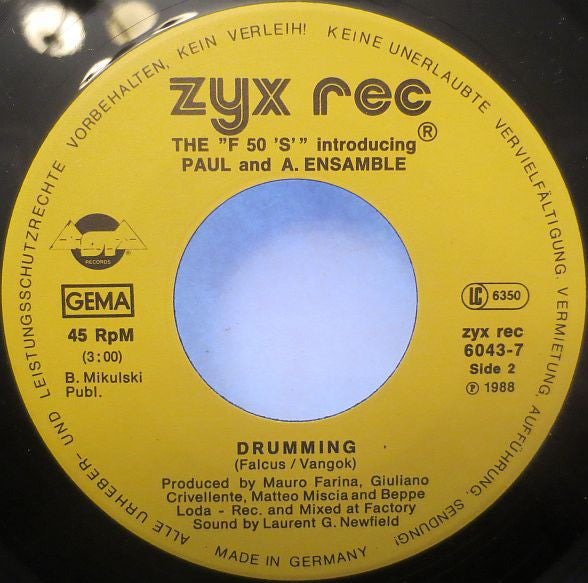 ALLE URHEBER- UND LEISTUNGSSCHUTZRECHTE VORBEHALTEN, KEIN VERLEIH! KEINE UNERLAUBTE VERVIELFÄLTIGUNG, VERMIETUNG, AUFFÜHRUNG, SENDUNG!
zyx rec
®
THE "F 50 'S'" introducing
PAUL and A. ENSAMBLE
RECORDS
GEMA
45 RpM
(3:00)
B. Mikulski
Publ.
LC 6350
zyx rec
6043-7
Side 2
Ⓟ 1988
DRUMMING
(Falcus / Vangok)
Produced by Mauro Farina, Giuliano
Crivellente, Matteo Miscia and Beppe
Loda - Rec. and Mixed at Factory
Sound by Laurent G. Newfield
MADE IN GERMANY